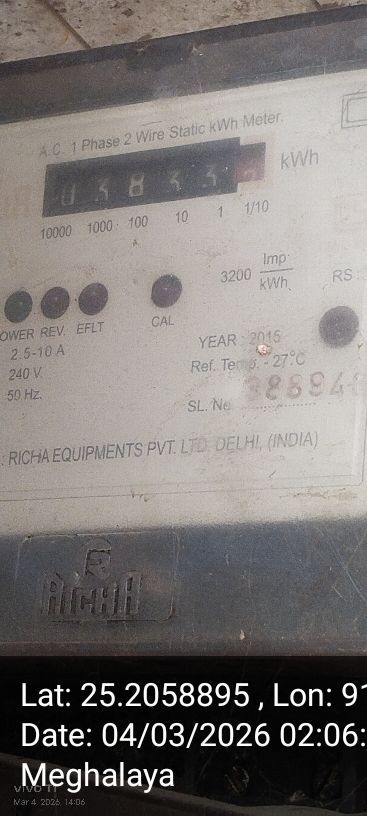 A.C. 1 Phase 2 Wire Static kWh Meter.
kWh
10000 1000 100 10 1 1/10
3200 Imp/kWh
RS
OWER REV. EFLT CAL
2.5-10 A
240 V.
50 Hz.
YEAR : 2015
Ref. Temp. - 27°C
SL. No.
RICHA EQUIPMENTS PVT. LTD. DELHI, (INDIA)
RICHA
Lat: 25.2058895 , Lon: 91
Date: 04/03/2026 02:06:
Meghalaya
vivo
Mar 4, 2026, 14:06